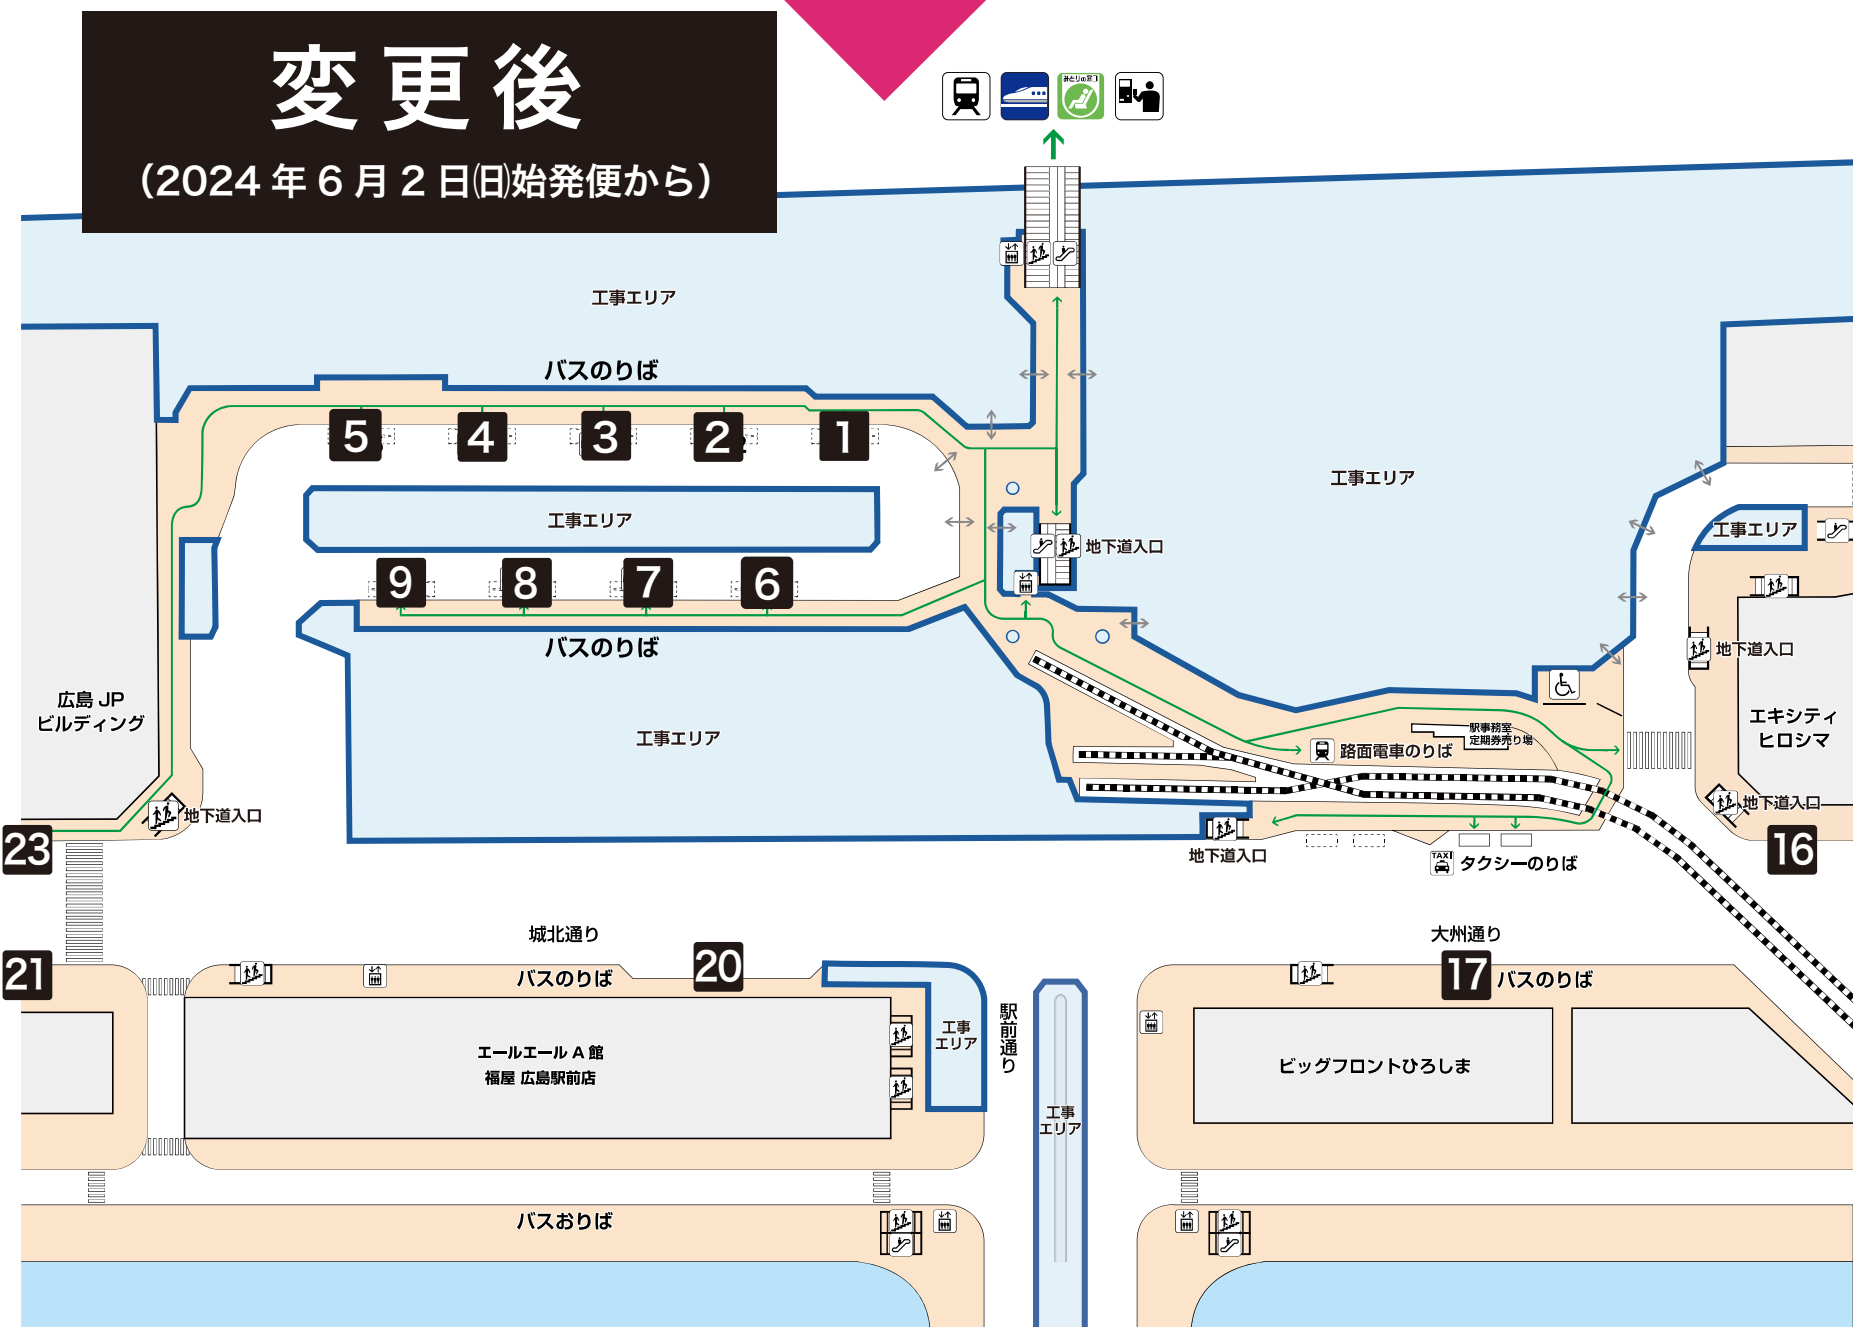 変更後
（2024年6月2日㈰始発便から）
みどりの窓口
工事エリア
バスのりば
5
4
3
2
1
工事エリア
工事エリア
工事エリア
地下道入口
9
8
7
6
バスのりば
地下道入口
広島JP
ビルディング
工事エリア
エキシティ
ヒロシマ
駅事務室
定期券売り場
路面電車のりば
地下道入口
地下道入口
23
地下道入口
16
TAXI
タクシーのりば
城北通り
大州通り
21
バスのりば
20
17
バスのりば
駅前通り
工事
エリア
エールエールA館
福屋 広島駅前店
ビッグフロントひろしま
工事
エリア
バスおりば